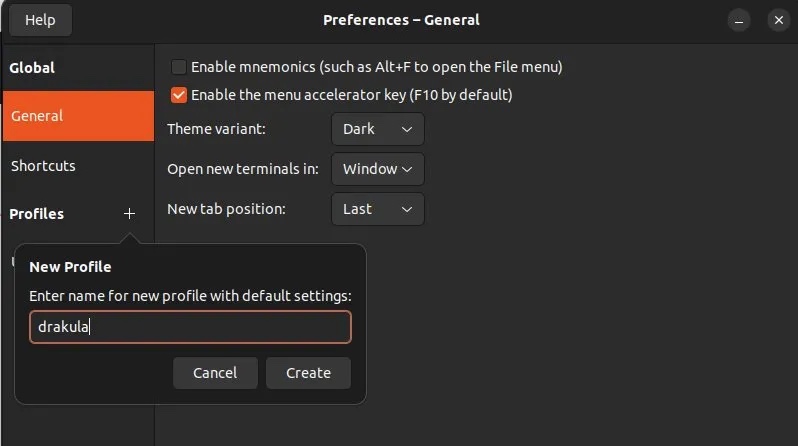 Help
Preferences – General
Global
General
Shortcuts
Profiles
Enable mnemonics (such as Alt+F to open the File menu)
Enable the menu accelerator key (F10 by default)
Theme variant: Dark
Open new terminals in: Window
New tab position: Last
New Profile
Enter name for new profile with default settings:
drakula
Cancel
Create